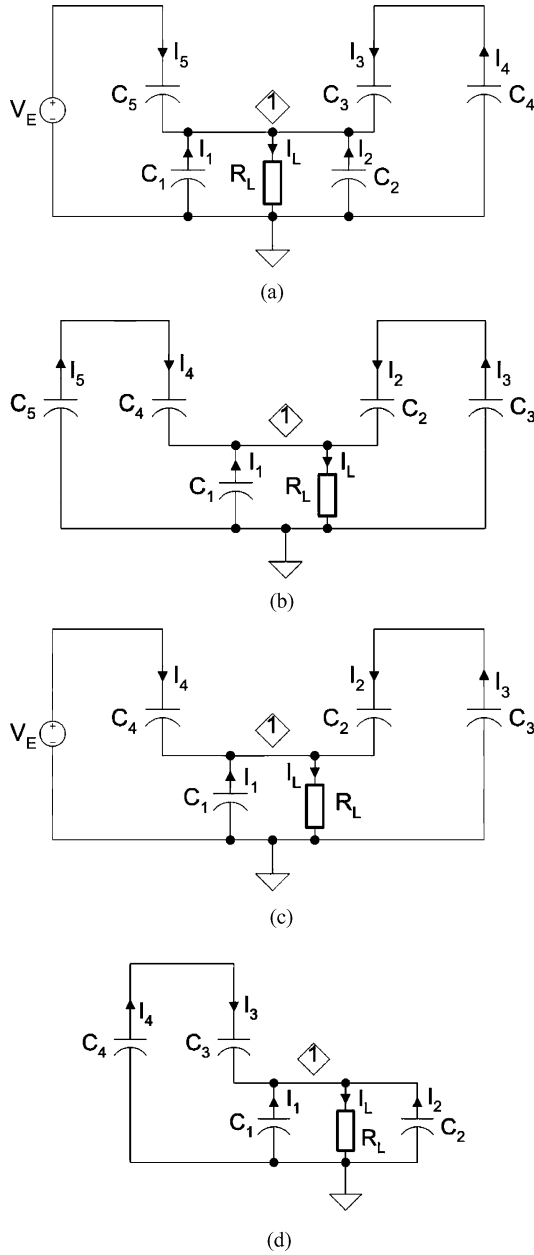 I5 I3 I4
VE C5 1 C3 C4
+
−
I1 IL I2
C1 RL C2
(a)
I5 I4 I2 I3
C5 C4 1 C2 C3
I1 IL
C1 RL
(b)
I4 I2 I3
VE C4 1 C2 C3
+
−
I1 IL
C1 RL
(c)
I4 I3
C4 C3 1
I1 IL I2
C1 RL C2
(d)